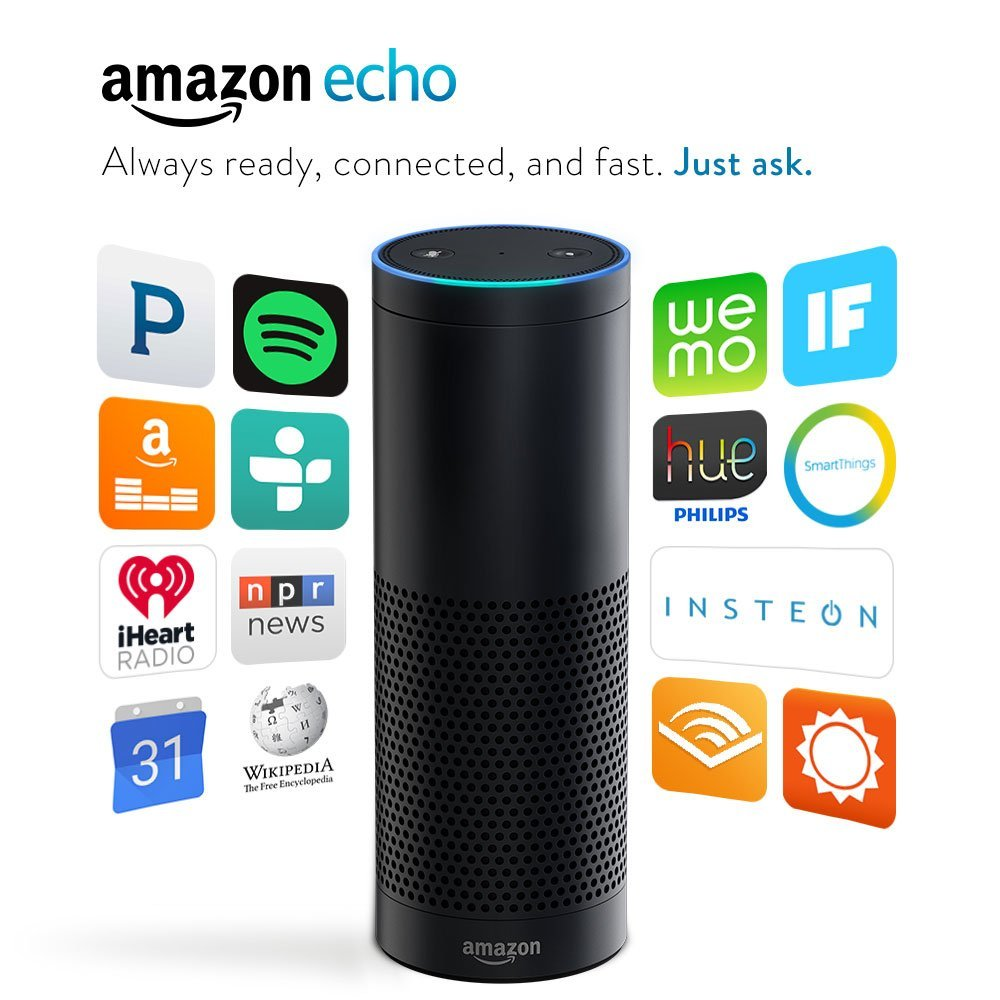 amazon echo
Always ready, connected, and fast. Just ask.
P
we
mo
IF
a
hue
PHILIPS
SmartThings
iHeart
RADIO
npr
news
INSTEON
31
Ω W
И
WIKIPEDIA
The Free Encyclopedia
amazon